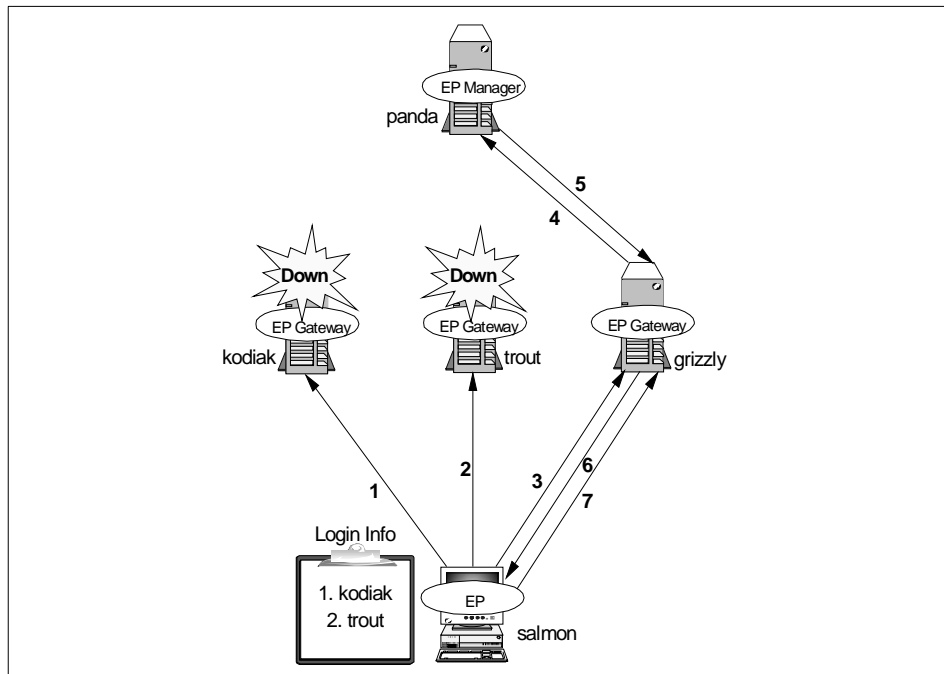 EP Manager
panda
5
4
Down
Down
EP Gateway
EP Gateway
EP Gateway
kodiak
trout
grizzly
1
2
3
6
7
Login Info
1. kodiak
2. trout
EP
salmon